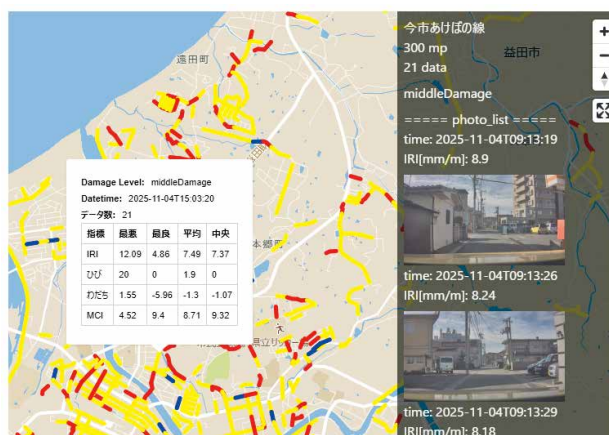 遠田町
益田市
本郷町
Damage Level: middleDamage
Datetime: 2025-11-04T15:03:20
データ数: 21
指標 最悪 最良 平均 中央
IRI 12.09 4.86 7.49 7.37
ひび 20 0 1.9 0
わだち 1.55 -5.96 -1.3 -1.07
MCI 4.52 9.4 8.71 9.32
今市あけぼの線
300 mp
21 data
middleDamage
===== photo_list =====
time: 2025-11-04T09:13:19
IRI[mm/m]: 8.9
time: 2025-11-04T09:13:26
IRI[mm/m]: 8.24
time: 2025-11-04T09:13:29
IRI[mm/m]: 8.18